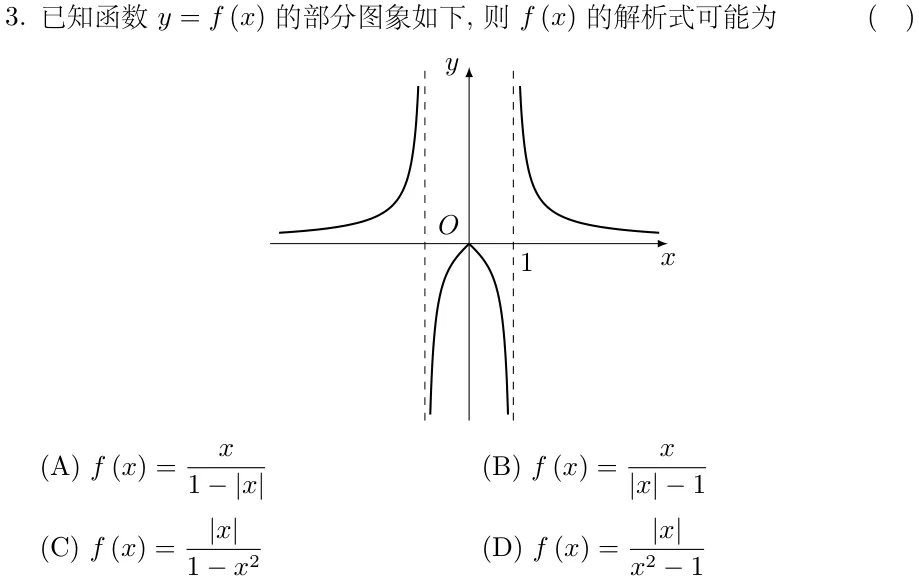 3. 已知函数 y = f (x) 的部分图象如下, 则 f (x) 的解析式可能为 ( )
y
O
1
x
(A) f (x) = x / (1 − |x|) (B) f (x) = x / (|x| − 1)
(C) f (x) = |x| / (1 − x²) (D) f (x) = |x| / (x² − 1)